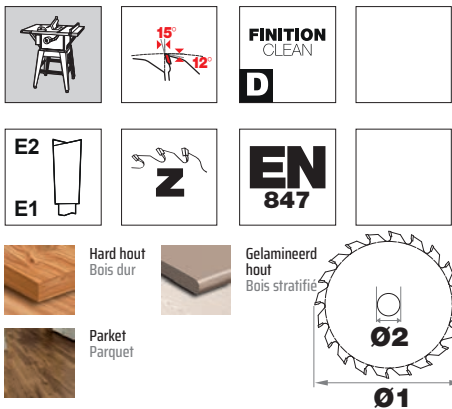 15°
12°
FINITION
CLEAN
D
E2
E1
Z
EN
847
Hard hout
Bois dur
Gelamineerd
hout
Bois stratifié
Parket
Parquet
Ø2
Ø1